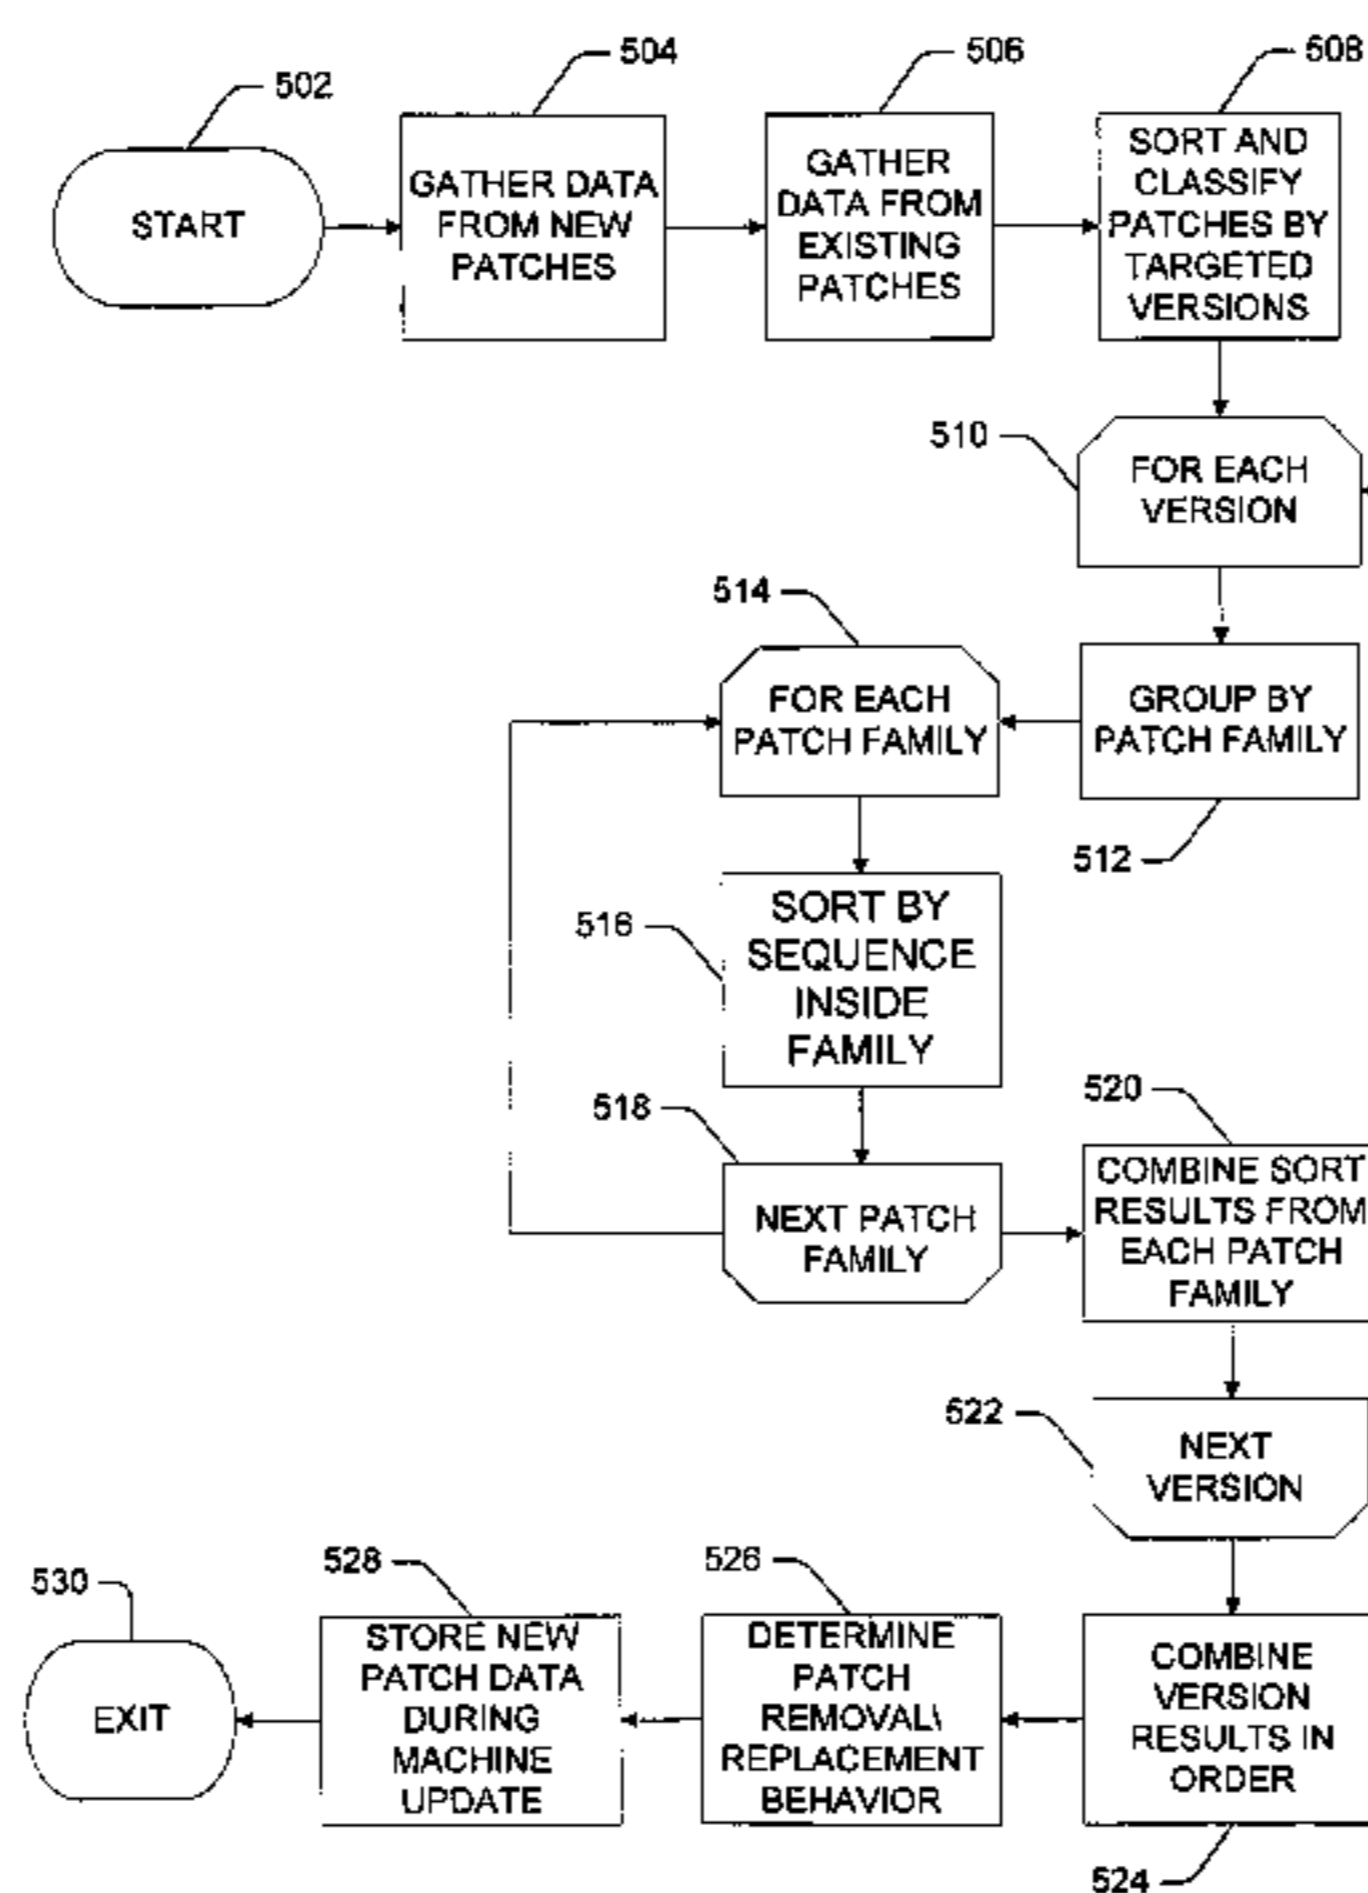 502
504
506
508
START
GATHER DATA
FROM NEW
PATCHES
GATHER
DATA FROM
EXISTING
PATCHES
SORT AND
CLASSIFY
PATCHES BY
TARGETED
VERSIONS
510
FOR EACH
VERSION
514
FOR EACH
PATCH FAMILY
GROUP BY
PATCH FAMILY
512
516
SORT BY
SEQUENCE
INSIDE
FAMILY
518
NEXT PATCH
FAMILY
520
COMBINE SORT
RESULTS FROM
EACH PATCH
FAMILY
522
NEXT
VERSION
530
EXIT
528
STORE NEW
PATCH DATA
DURING
MACHINE
UPDATE
526
DETERMINE
PATCH
REMOVAL\
REPLACEMENT
BEHAVIOR
COMBINE
VERSION
RESULTS IN
ORDER
524